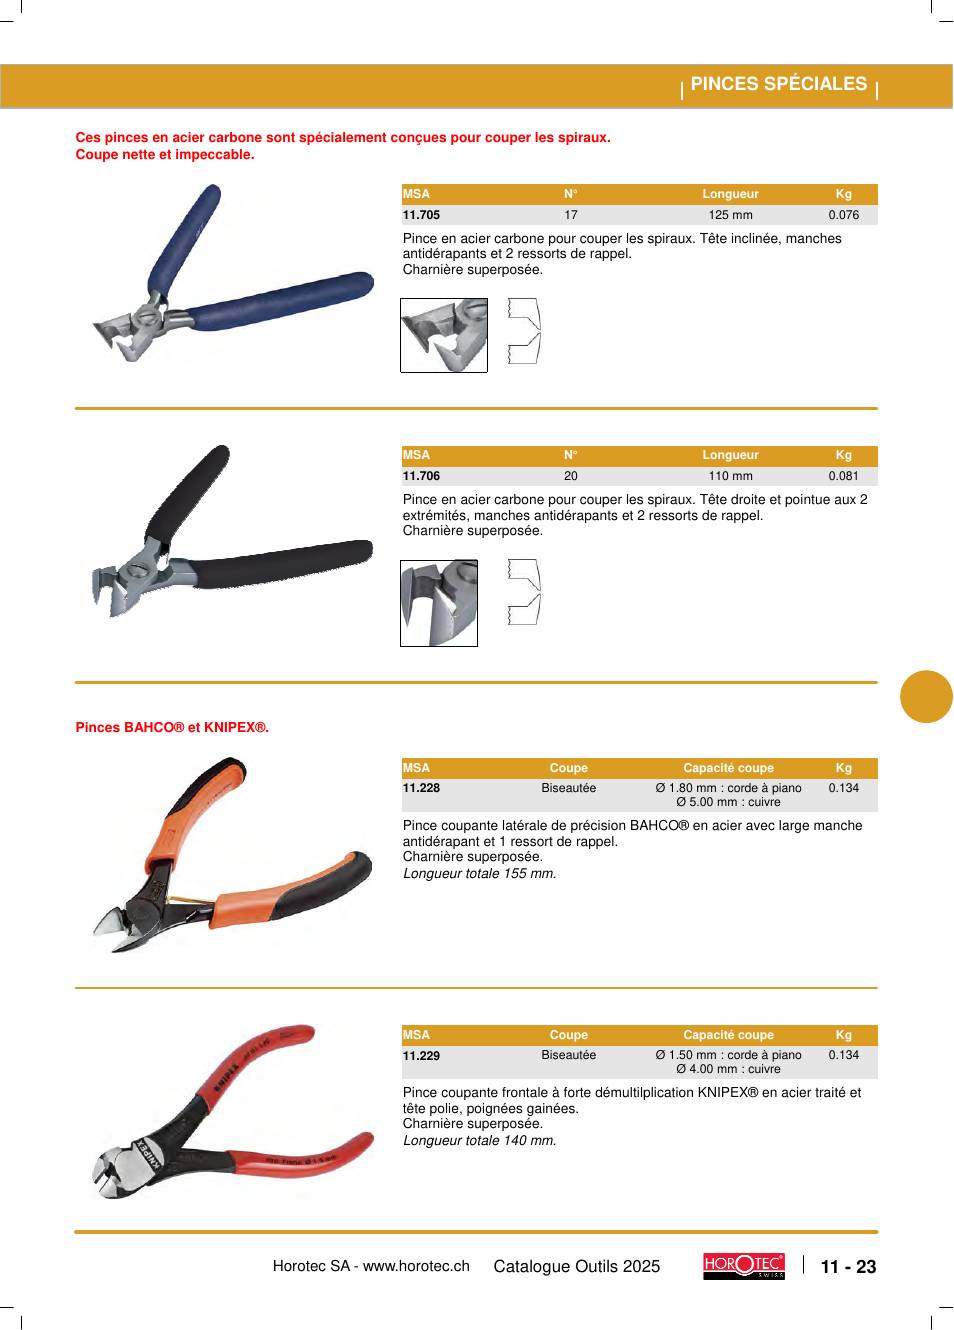 PINCES SPÉCIALES
Ces pinces en acier carbone sont spécialement conçues pour couper les spiraux.
Coupe nette et impeccable.
MSA N° Longueur Kg
11.705 17 125 mm 0.076
Pince en acier carbone pour couper les spiraux. Tête inclinée, manches
antidérapants et 2 ressorts de rappel.
Charnière superposée.
MSA N° Longueur Kg
11.706 20 110 mm 0.081
Pince en acier carbone pour couper les spiraux. Tête droite et pointue aux 2
extrémités, manches antidérapants et 2 ressorts de rappel.
Charnière superposée.
Pinces BAHCO® et KNIPEX®.
MSA Coupe Capacité coupe Kg
11.228 Biseautée Ø 1.80 mm : corde à piano 0.134
Ø 5.00 mm : cuivre
Pince coupante latérale de précision BAHCO® en acier avec large manche
antidérapant et 1 ressort de rappel.
Charnière superposée.
Longueur totale 155 mm.
MSA Coupe Capacité coupe Kg
11.229 Biseautée Ø 1.50 mm : corde à piano 0.134
Ø 4.00 mm : cuivre
Pince coupante frontale à forte démultilplication KNIPEX® en acier traité et
tête polie, poignées gainées.
Charnière superposée.
Longueur totale 140 mm.
KNIPEX
KNIPEX
Horotec SA - www.horotec.ch Catalogue Outils 2025 HOROTEC SWISS 11 - 23